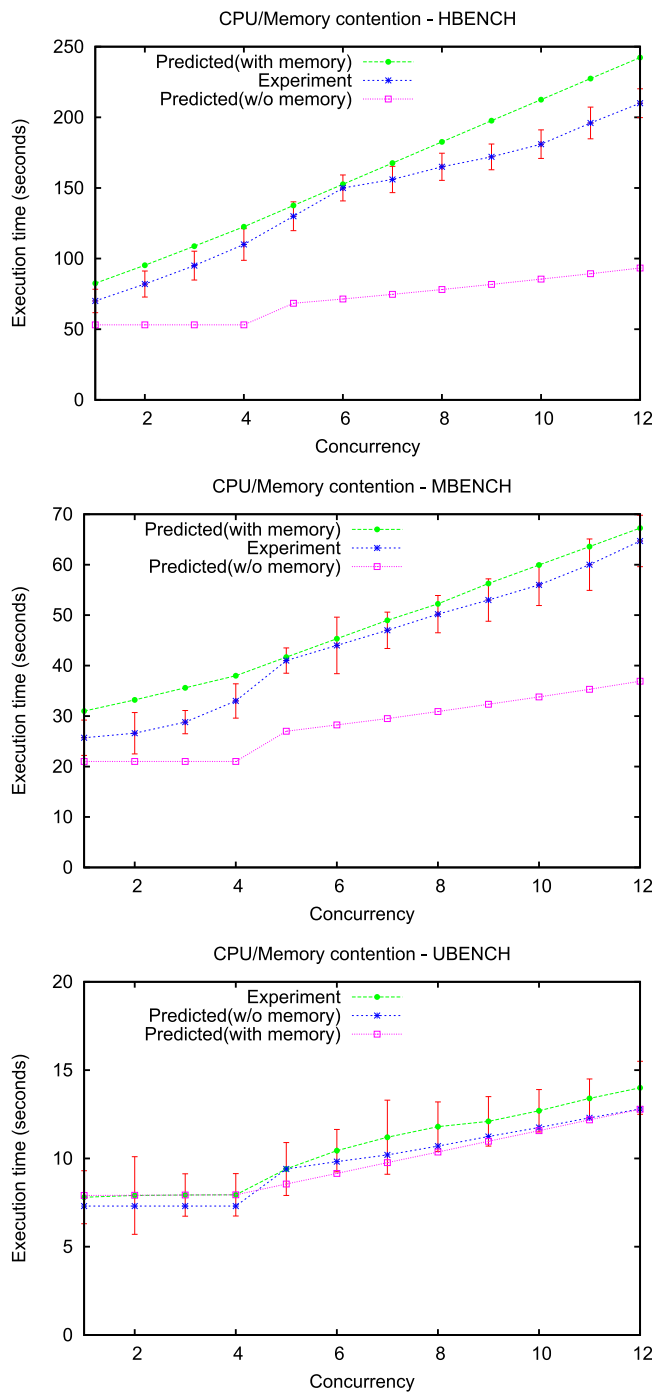 CPU/Memory contention - HBENCH
250
200
150
100
50
0
Predicted(with memory)
Experiment
Predicted(w/o memory)
Execution time (seconds)
2 4 6 8 10 12
Concurrency
CPU/Memory contention - MBENCH
70
60
50
40
30
20
10
0
Predicted(with memory)
Experiment
Predicted(w/o memory)
Execution time (seconds)
2 4 6 8 10 12
Concurrency
CPU/Memory contention - UBENCH
20
15
10
5
0
Experiment
Predicted(w/o memory)
Predicted(with memory)
Execution time (seconds)
2 4 6 8 10 12
Concurrency